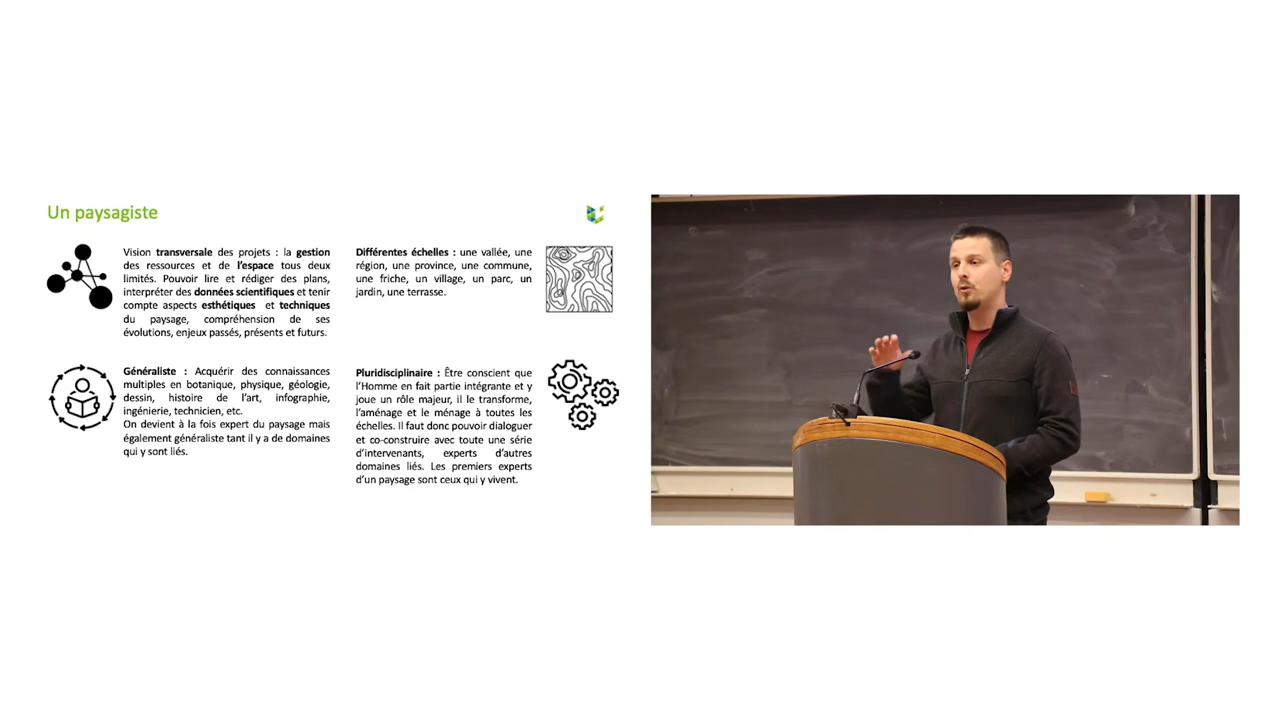 Un paysagiste
Vision transversale des projets : la gestion
des ressources et de l'espace tous deux
limités. Pouvoir lire et rédiger des plans,
interpréter des données scientifiques et tenir
compte aspects esthétiques et techniques
du paysage, compréhension de ses
évolutions, enjeux passés, présents et futurs.
Généraliste : Acquérir des connaissances
multiples en botanique, physique, géologie,
dessin, histoire de l'art, infographie,
ingénierie, technicien, etc.
On devient à la fois expert du paysage mais
également généraliste tant il y a de domaines
qui y sont liés.
Différentes échelles : une vallée, une
région, une province, une commune,
une friche, un village, un parc, un
jardin, une terrasse.
Pluridisciplinaire : Être conscient que
l'Homme en fait partie intégrante et y
joue un rôle majeur, il le transforme,
l'aménage et le ménage à toutes les
échelles. Il faut donc pouvoir dialoguer
et co-construire avec toute une série
d'intervenants, experts d'autres
domaines liés. Les premiers experts
d'un paysage sont ceux qui y vivent.